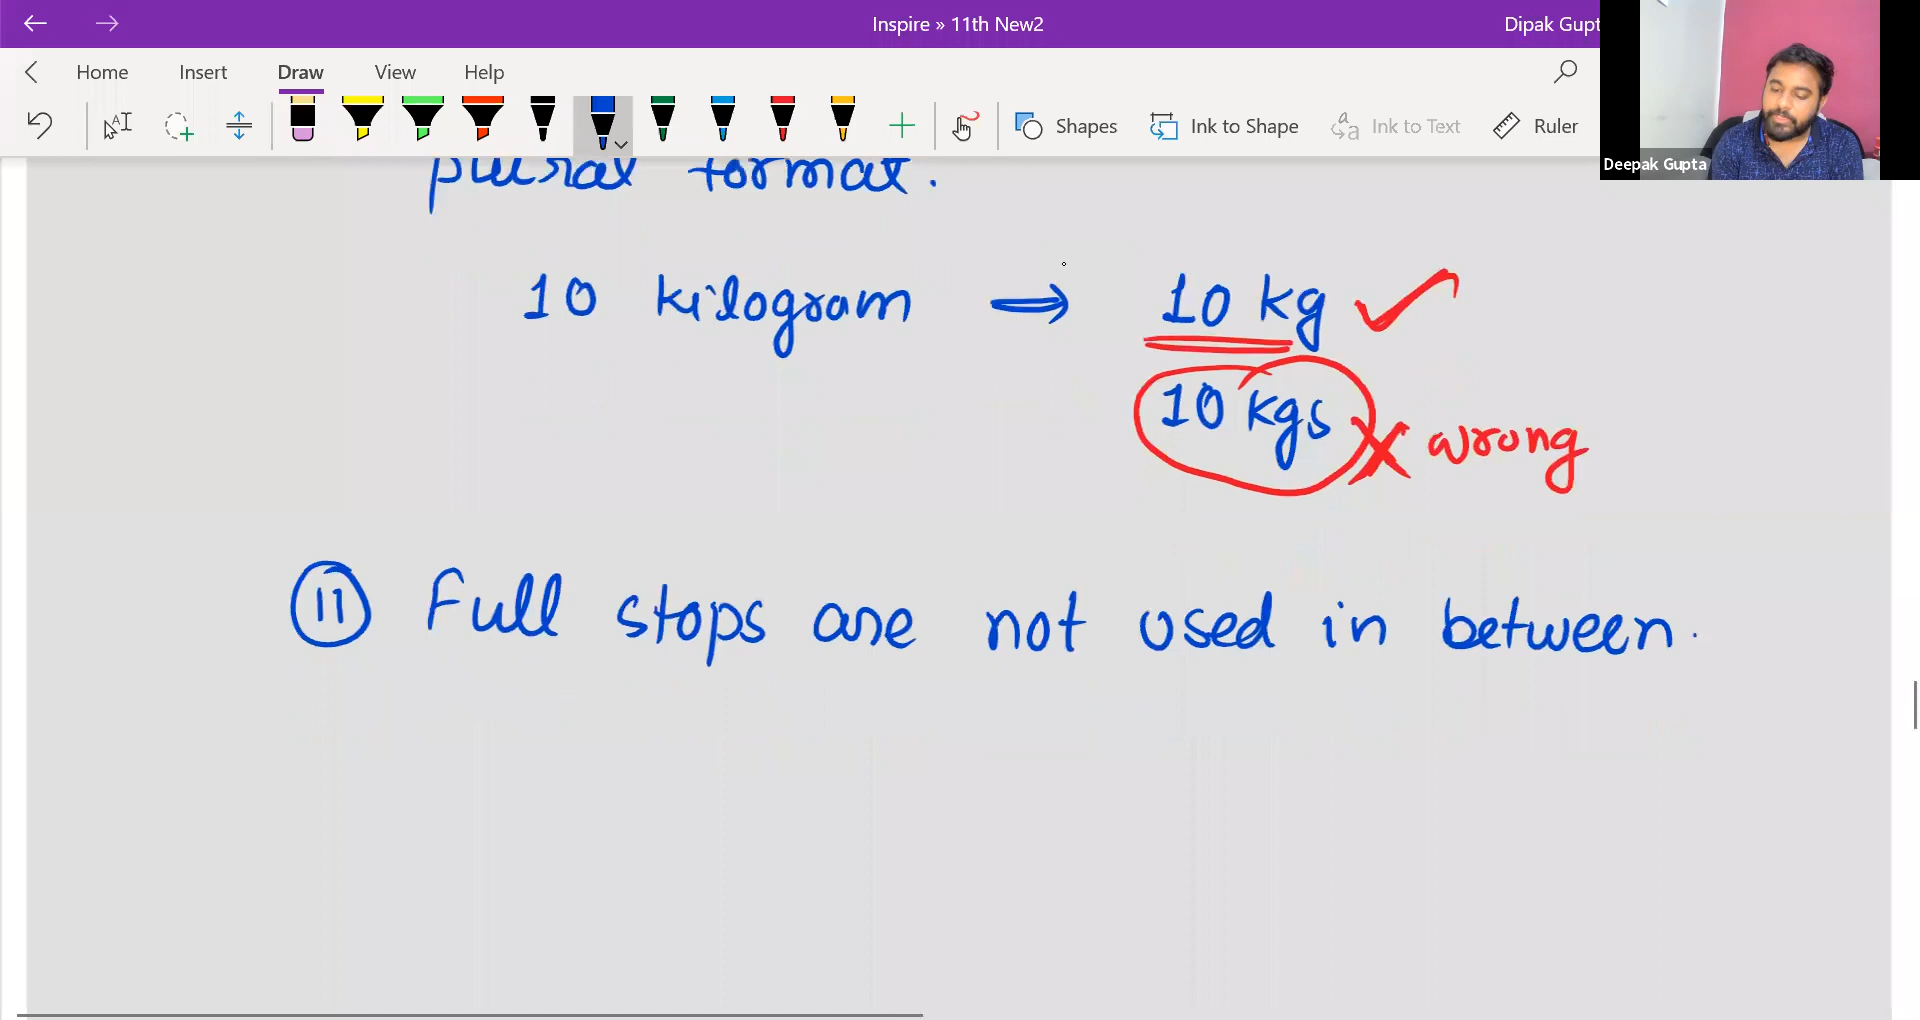 Inspire » 11th New2
Dipak Gupt
Home Insert Draw View Help
Shapes Ink to Shape Ink to Text Ruler
Deepak Gupta
plural format.
10 kilogram ⇒ 10 kg ✓
10 kgs ✗ wrong
11 Full stops are not used in between.